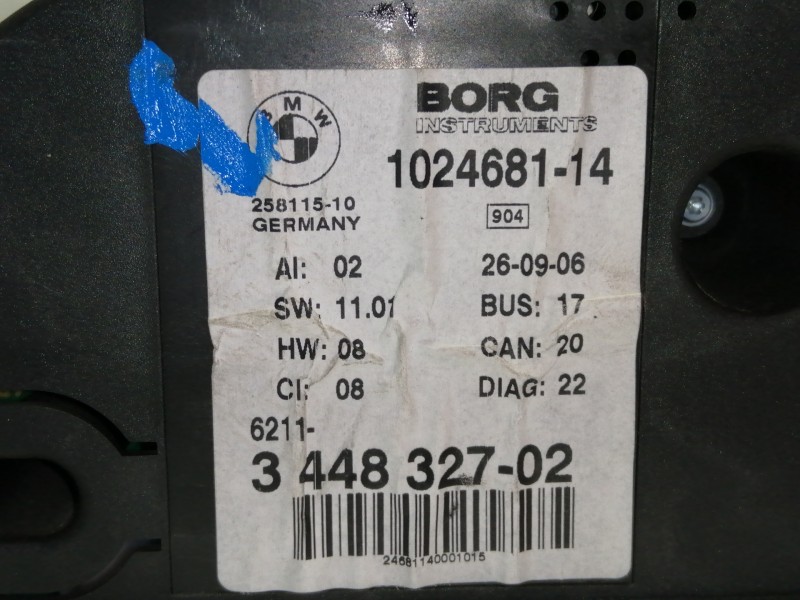 BMW
BORG
INSTRUMENTS
1024681-14
258115-10
GERMANY
904
AI: 02
26-09-06
SW: 11.01
BUS: 17
HW: 08
CAN: 20
CI: 08
DIAG: 22
6211-
3 448 327-02
24681140001015